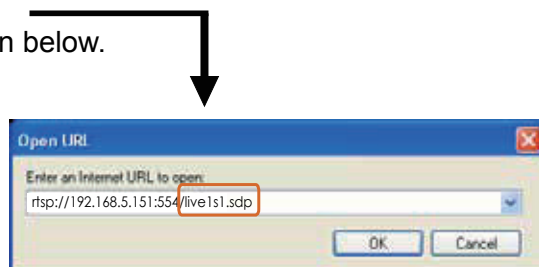 n below.
Open URL
Enter an Internet URL to open:
rtsp://192.168.5.151:554/live1s1.sdp
OK Cancel